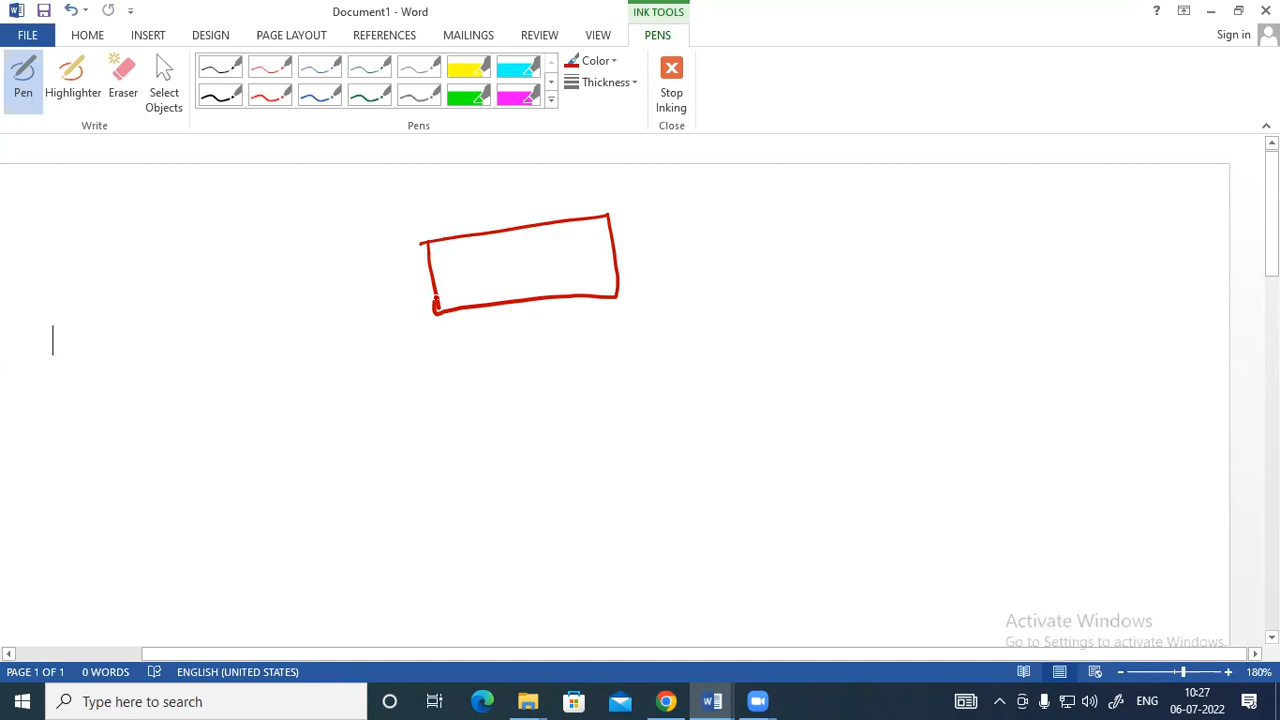 Document1 - Word
INK TOOLS
?
FILE
HOME
INSERT
DESIGN
PAGE LAYOUT
REFERENCES
MAILINGS
REVIEW
VIEW
PENS
Sign in
Pen
Highlighter
Eraser
Select
Objects
Color
Thickness
Stop
Inking
Write
Pens
Close
Activate Windows
Go to Settings to activate Windows.
PAGE 1 OF 1
0 WORDS
ENGLISH (UNITED STATES)
180%
Type here to search
ENG
10:27
06-07-2022